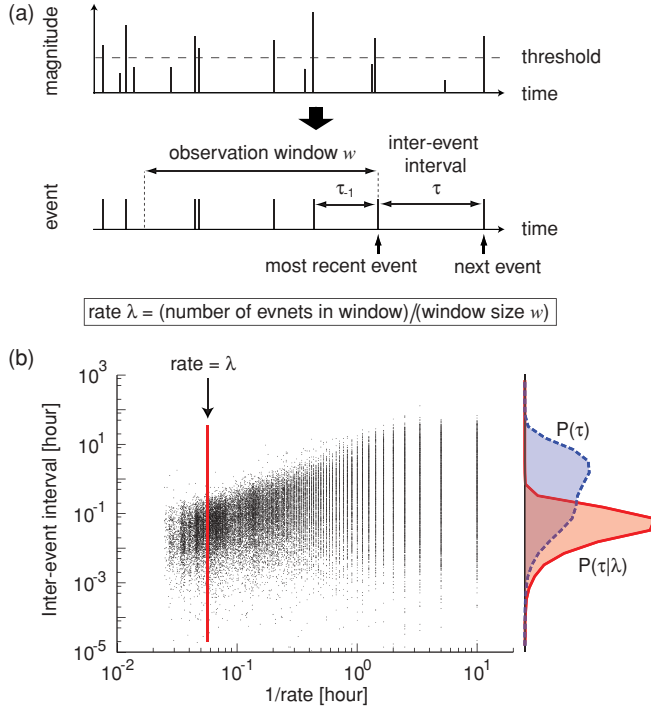 (a)
magnitude
threshold
time
observation window w
inter-event
interval
τ-1
τ
event
time
most recent event
next event
rate λ = (number of evnets in window)/(window size w)
(b)
rate = λ
Inter-event interval [hour]
10^3
10^1
10^-1
10^-3
10^-5
P(τ)
P(τ|λ)
10^-2
10^-1
10^0
10^1
1/rate [hour]